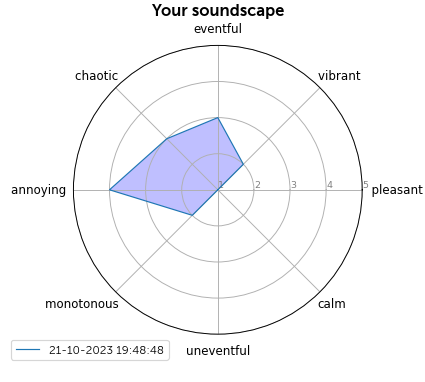 Your soundscape
eventful
chaotic
vibrant
annoying
1
2
3
4
5
pleasant
monotonous
calm
21-10-2023 19:48:48
uneventful